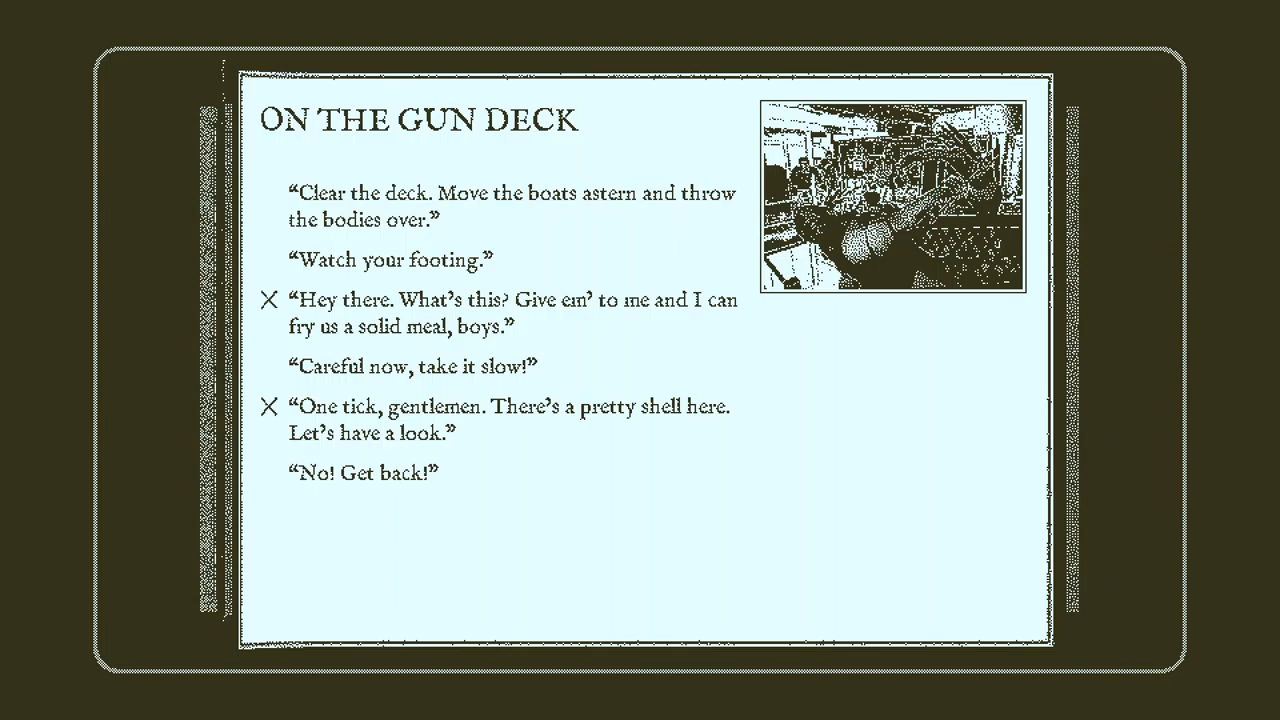 ON THE GUN DECK
“Clear the deck. Move the boats astern and throw
the bodies over.”
“Watch your footing.”
X “Hey there. What’s this? Give em’ to me and I can
fry us a solid meal, boys.”
“Careful now, take it slow!”
X “One tick, gentlemen. There’s a pretty shell here.
Let’s have a look.”
“No! Get back!”